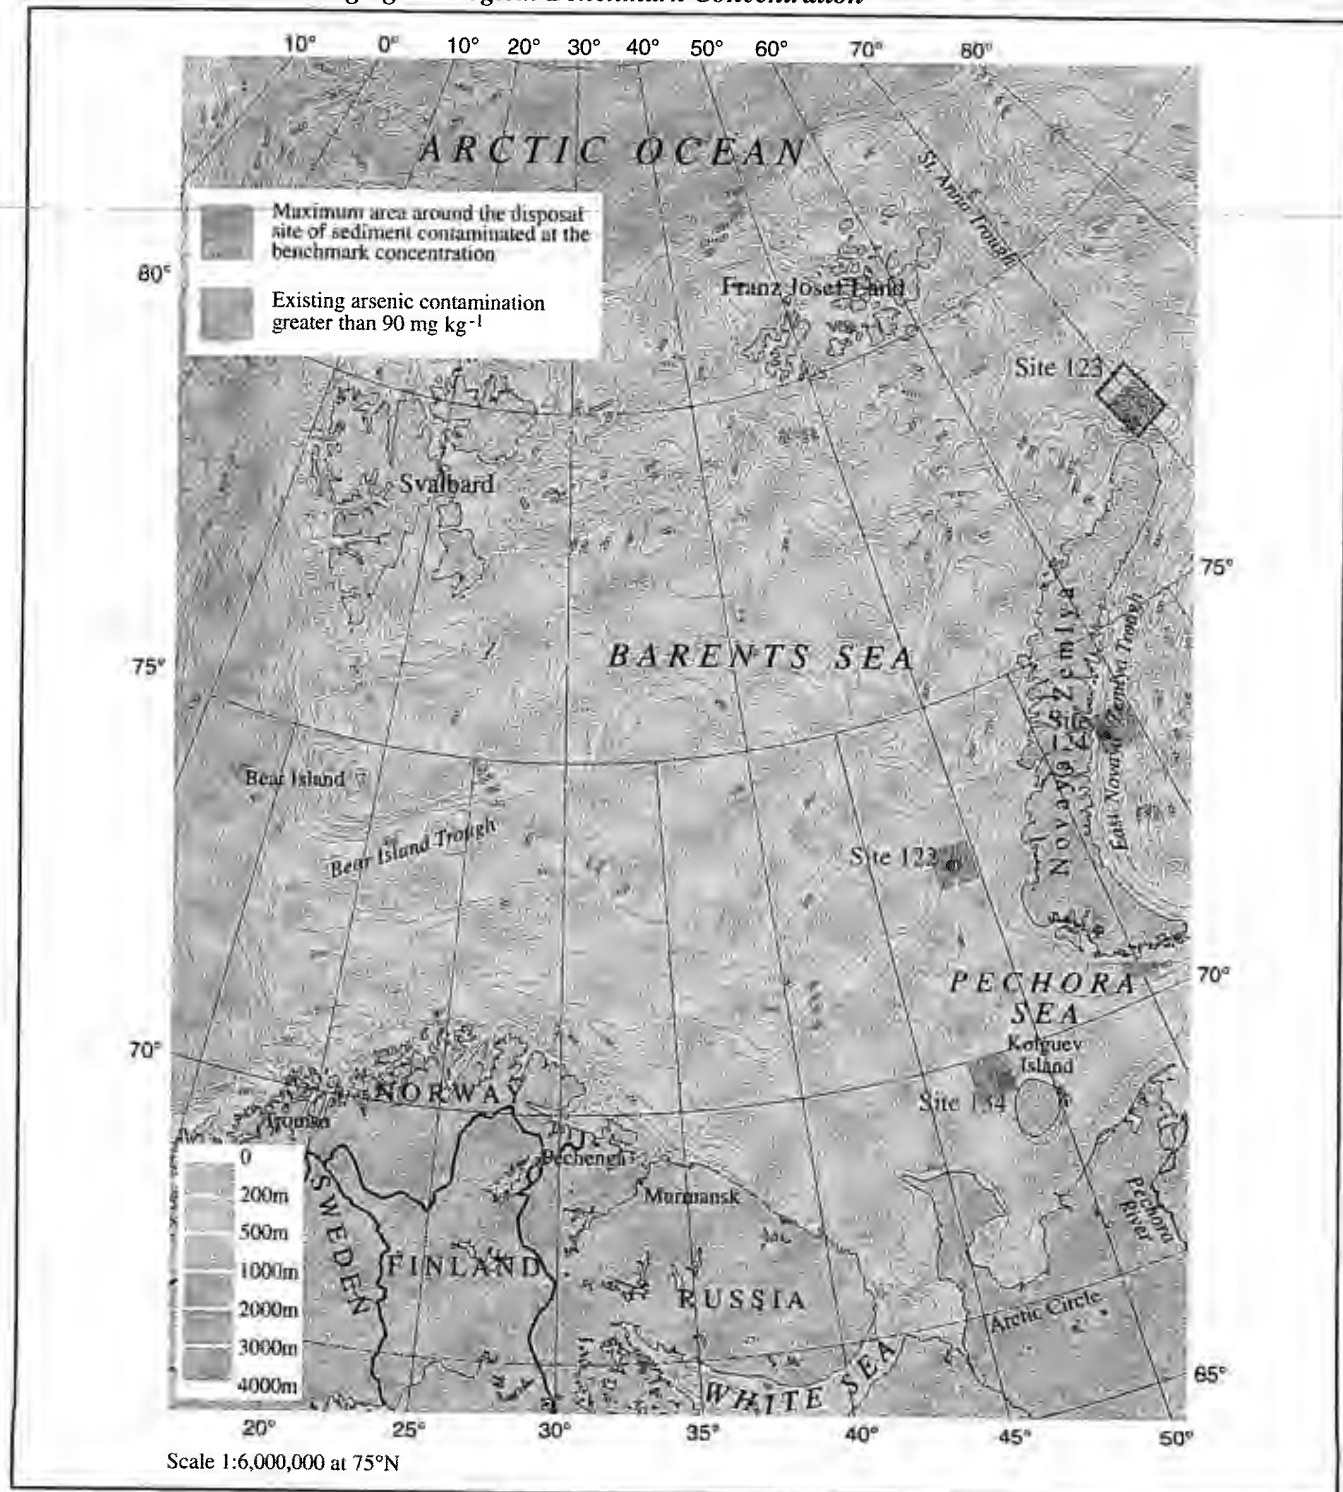 Benchmark Concentration
10° 0° 10° 20° 30° 40° 50° 60° 70° 80°
ARCTIC OCEAN
St. Anna Trough
Maximum area around the disposal
site of sediment contaminated at the
benchmark concentration
80°
Existing arsenic contamination
greater than 90 mg kg-1
Franz Josef Land
Site 123
Svalbard
75°
BARENTS SEA
75°
Novaya Zemlya
East Novaya Zemlya Trough
Site
124
Bear Island
Bear Island Trough
Site 122
PECHORA
SEA
70°
Kolguev
Island
70°
NORWAY
Site 134
Tromsø
Pechenga
Murmansk
Pechora
River
0
200m
500m
1000m
2000m
3000m
4000m
SWEDEN
FINLAND
RUSSIA
Arctic Circle
WHITE SEA
65°
20° 25° 30° 35° 40° 45° 50°
Scale 1:6,000,000 at 75°N